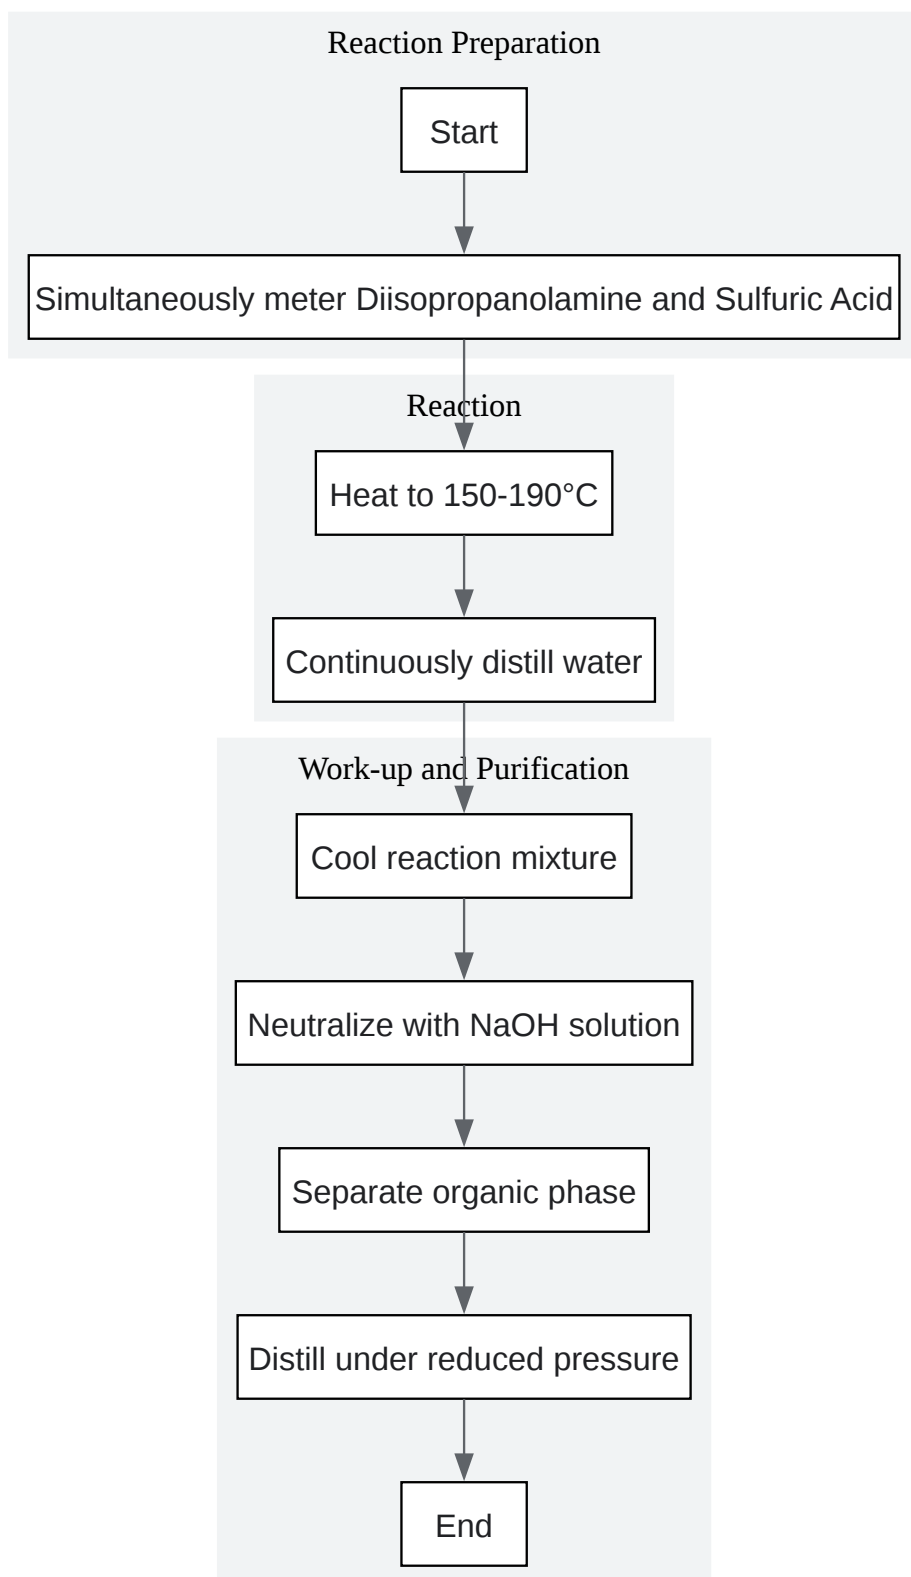 Reaction Preparation
Start
Simultaneously meter Diisopropanolamine and Sulfuric Acid
Reaction
Heat to 150-190°C
Continuously distill water
Work-up and Purification
Cool reaction mixture
Neutralize with NaOH solution
Separate organic phase
Distill under reduced pressure
End